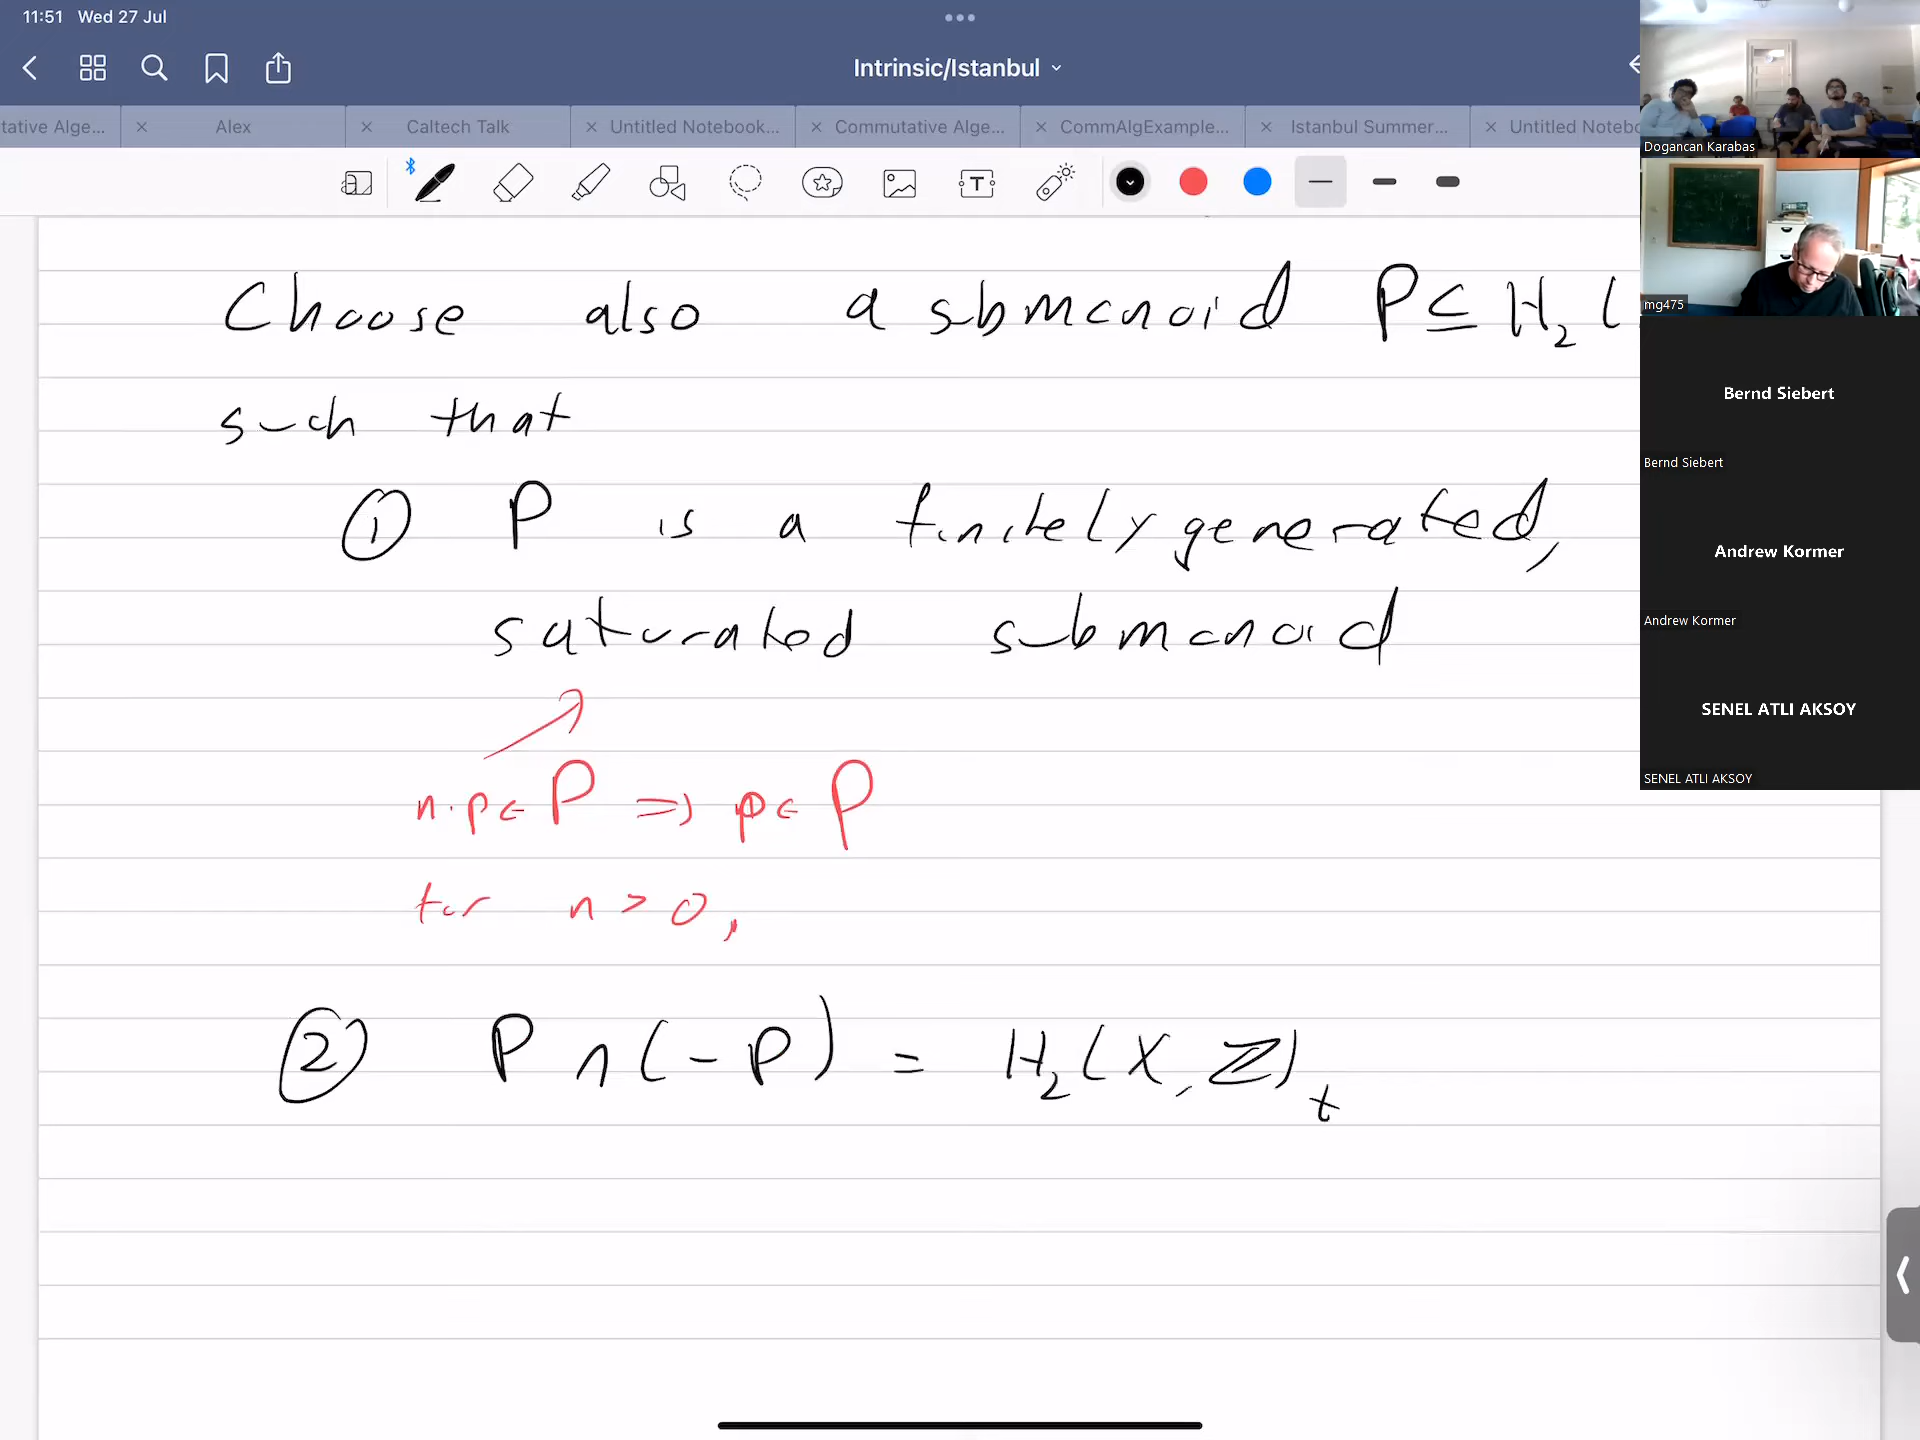 11:51 Wed 27 Jul
Intrinsic/Istanbul
tative Alge...
Alex
Caltech Talk
Untitled Notebook...
Commutative Alge...
CommAlgExample...
Istanbul Summer...
Untitled Notebo
Choose also a submonoid P ⊆ H₂(
such that
① P is a finitely generated,
saturated submonoid
n·p ∈ P ⇒ p ∈ P
for n > 0,
② P ∩ (-P) = H₂(X, ℤ)ₜ
Dogancan Karabas
mg475
Bernd Siebert
Bernd Siebert
Andrew Kormer
Andrew Kormer
SENEL ATLI AKSOY
SENEL ATLI AKSOY